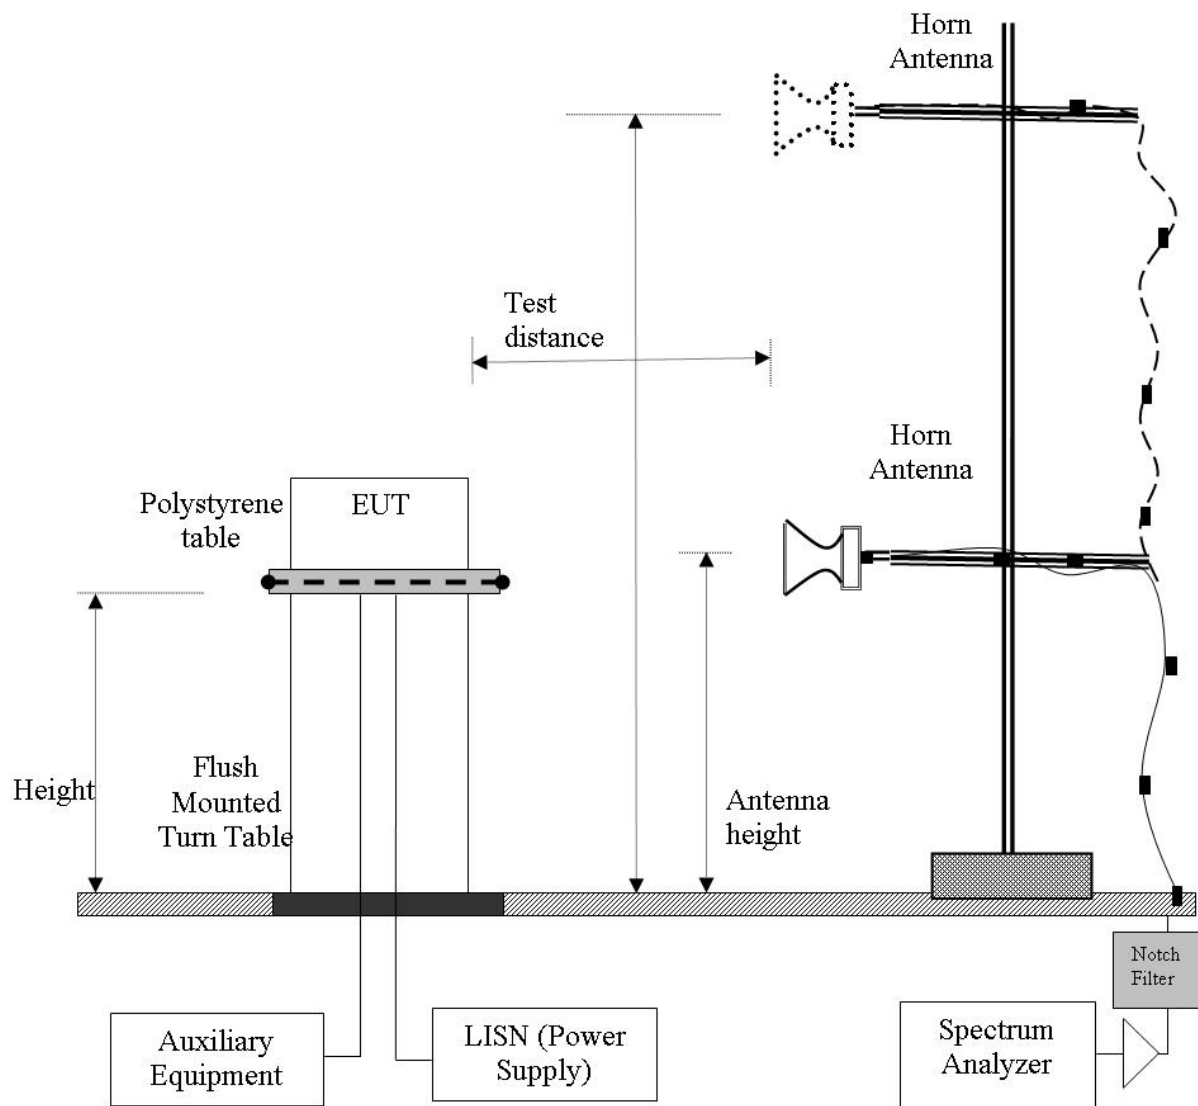 Horn
Antenna
Test
distance
Horn
Antenna
Polystyrene
table
EUT
Height
Flush
Mounted
Turn Table
Antenna
height
Notch
Filter
Auxiliary
Equipment
LISN (Power
Supply)
Spectrum
Analyzer